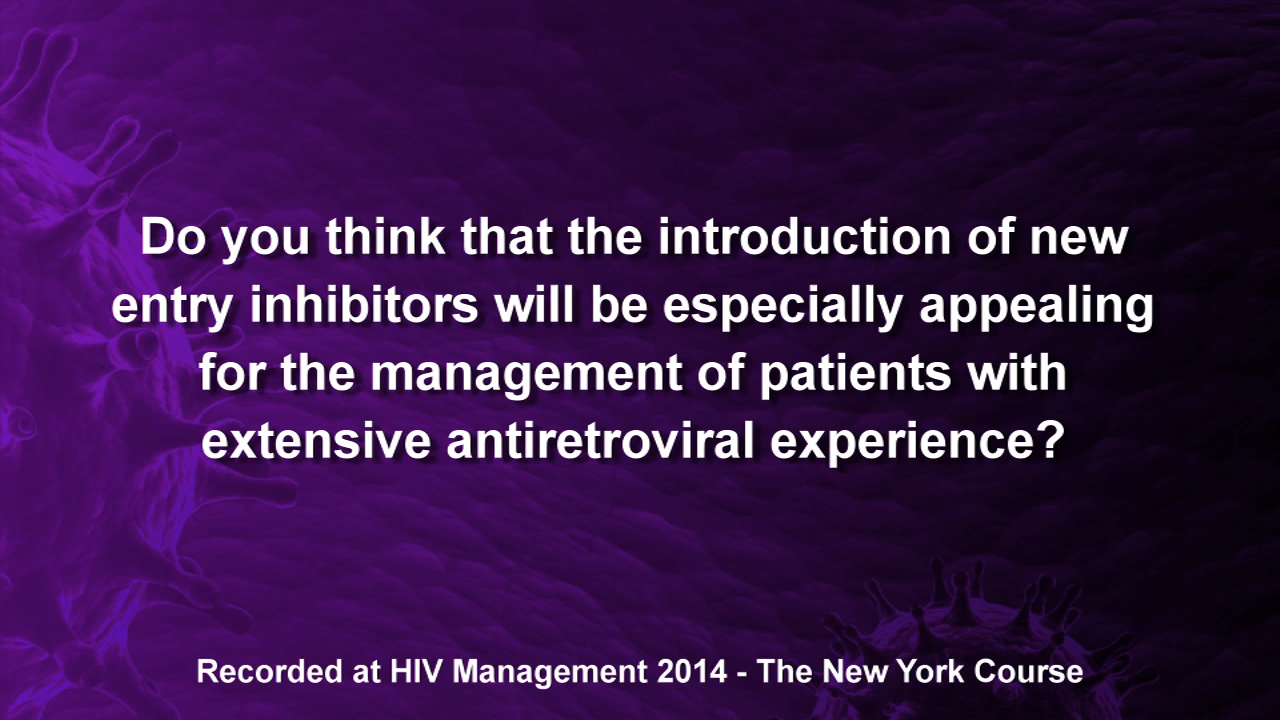 Do you think that the introduction of new
entry inhibitors will be especially appealing
for the management of patients with
extensive antiretroviral experience?
Recorded at HIV Management 2014 - The New York Course